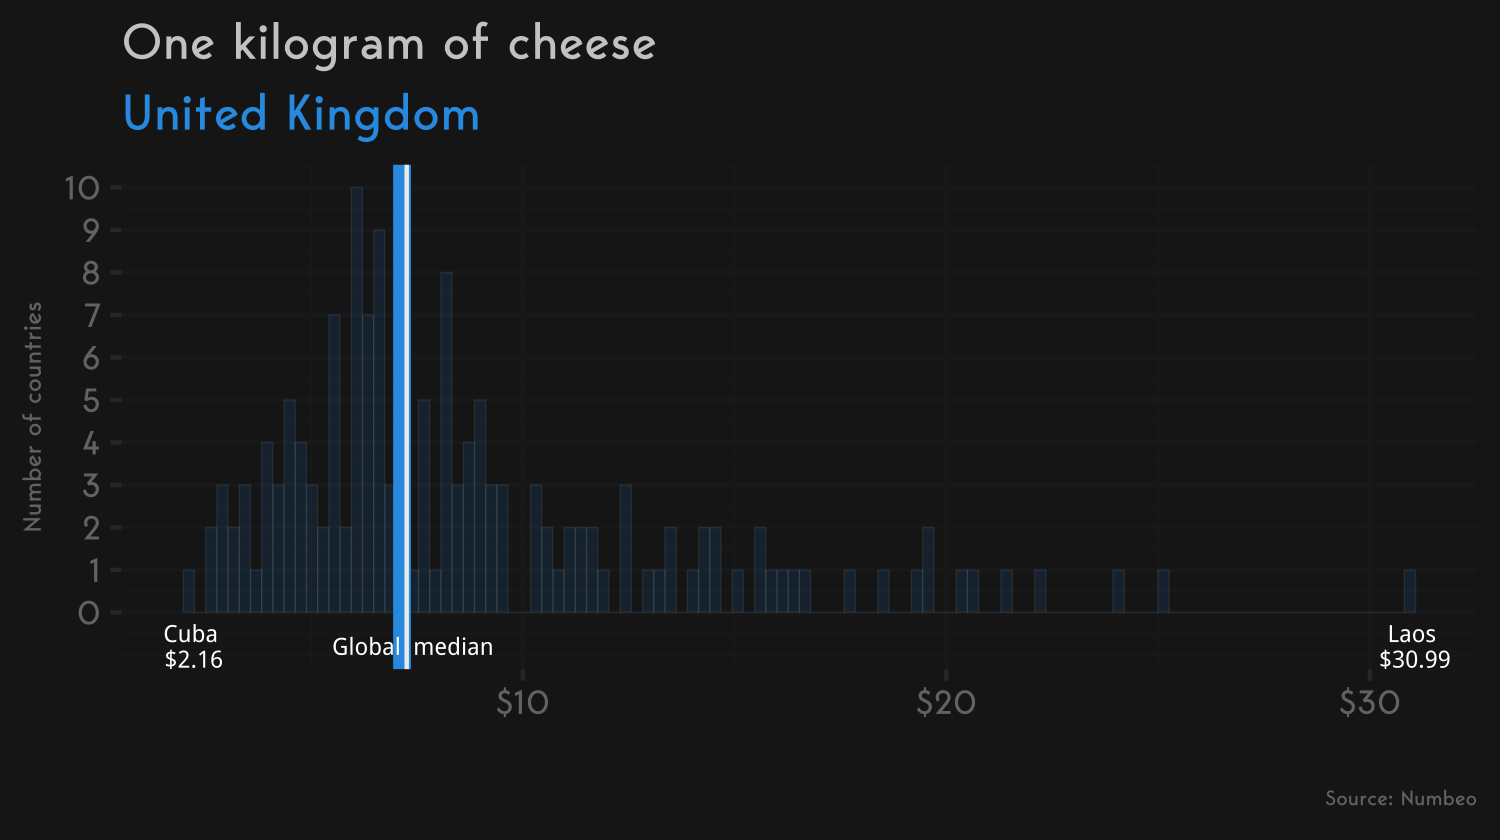 One kilogram of cheese
United Kingdom
Number of countries
10
9
8
7
6
5
4
3
2
1
0
Cuba
$2.16
Global median
Laos
$30.99
$10
$20
$30
Source: Numbeo